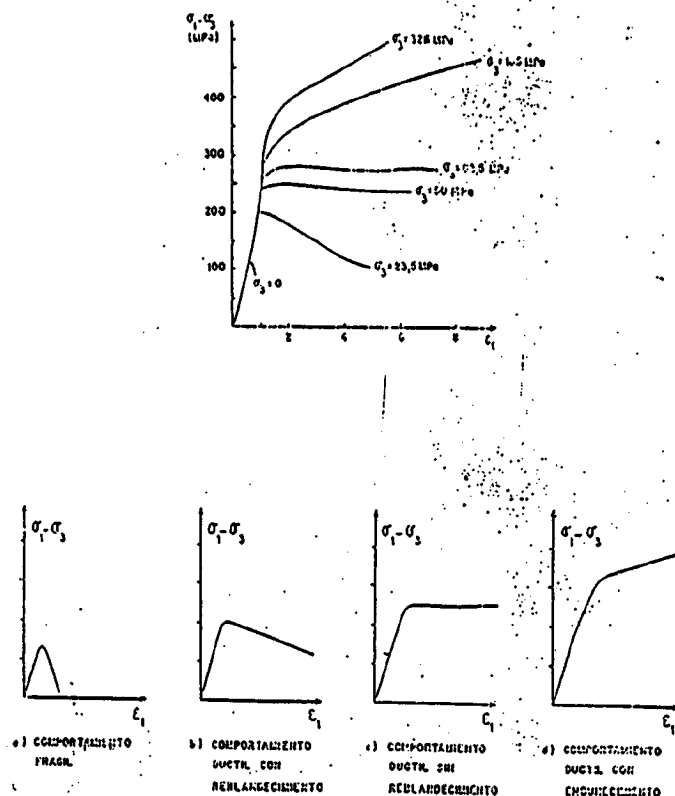 σ₁-σ₃
(MPa)
σ₃=326 MPa
400
300
σ₃=50 MPa
200
σ₃=23,5 MPa
100
σ₃=0
2 4 6 8 ε₁
σ₁-σ₃
σ₁-σ₃
σ₁-σ₃
σ₁-σ₃
ε₁
ε₁
ε₁
ε₁
a) COMPORTAMIENTO
FRAGIL
b) COMPORTAMIENTO
DUCTIL CON
REBLANDECIMIENTO
c) COMPORTAMIENTO
DUCTIL SIN
REBLANDECIMIENTO
d) COMPORTAMIENTO
DUCTIL CON
ENDURECIMIENTO